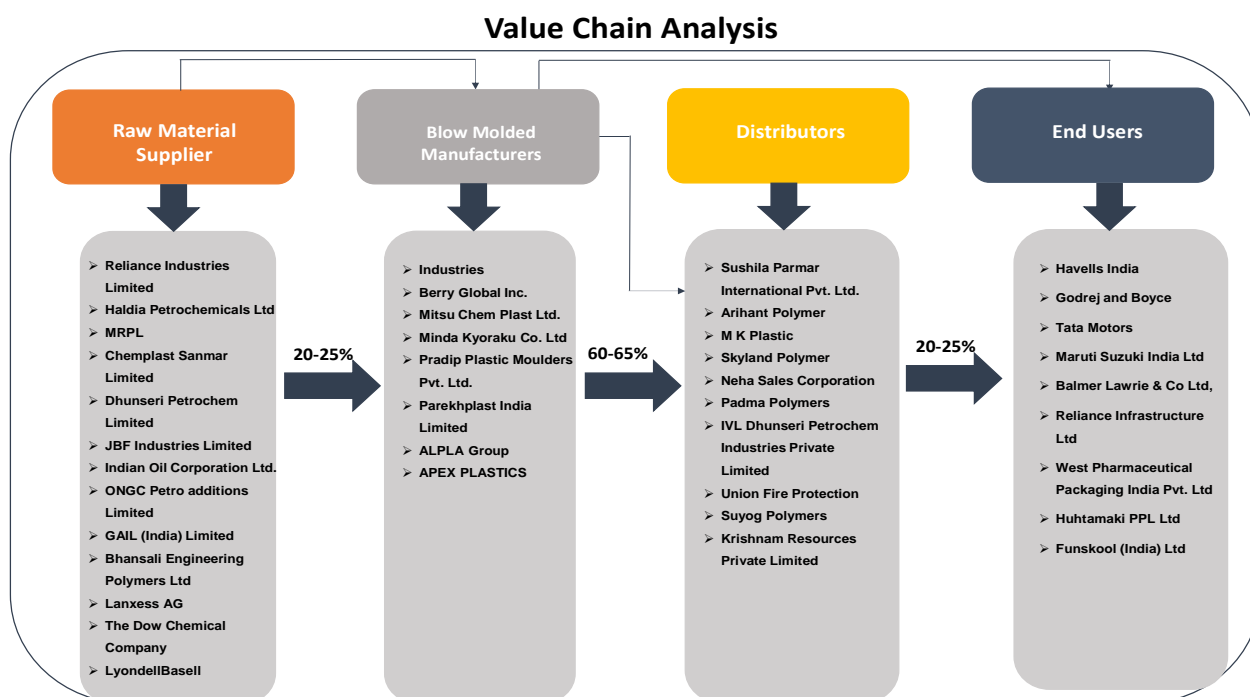 Value Chain Analysis
Raw Material
Supplier
Blow Molded
Manufacturers
Distributors
End Users
➢ Reliance Industries
Limited
➢ Haldia Petrochemicals Ltd
➢ MRPL
➢ Chemplast Sanmar
Limited
➢ Dhunseri Petrochem
Limited
➢ JBF Industries Limited
➢ Indian Oil Corporation Ltd.
➢ ONGC Petro additions
Limited
➢ GAIL (India) Limited
➢ Bhansali Engineering
Polymers Ltd
➢ Lanxess AG
➢ The Dow Chemical
Company
➢ LyondellBasell
20-25%
➢ Industries
➢ Berry Global Inc.
➢ Mitsu Chem Plast Ltd.
➢ Minda Kyoraku Co. Ltd
➢ Pradip Plastic Moulders
Pvt. Ltd.
➢ Parekhplast India
Limited
➢ ALPLA Group
➢ APEX PLASTICS
60-65%
➢ Sushila Parmar
International Pvt. Ltd.
➢ Arihant Polymer
➢ M K Plastic
➢ Skyland Polymer
➢ Neha Sales Corporation
➢ Padma Polymers
➢ IVL Dhunseri Petrochem
Industries Private
Limited
➢ Union Fire Protection
➢ Suyog Polymers
➢ Krishnam Resources
Private Limited
20-25%
➢ Havells India
➢ Godrej and Boyce
➢ Tata Motors
➢ Maruti Suzuki India Ltd
➢ Balmer Lawrie & Co Ltd,
➢ Reliance Infrastructure
Ltd
➢ West Pharmaceutical
Packaging India Pvt. Ltd
➢ Huhtamaki PPL Ltd
➢ Funskool (India) Ltd